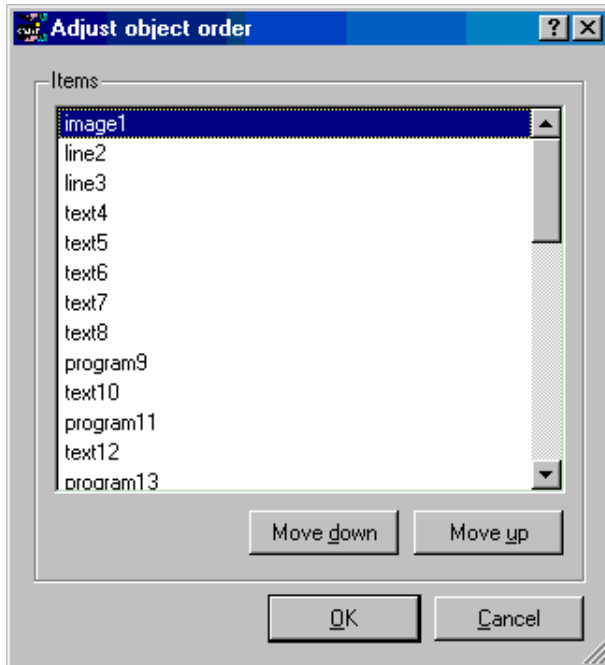 Adjust object order
Items
image1
line2
line3
text4
text5
text6
text7
text8
program9
text10
program11
text12
program13
Move down
Move up
OK
Cancel